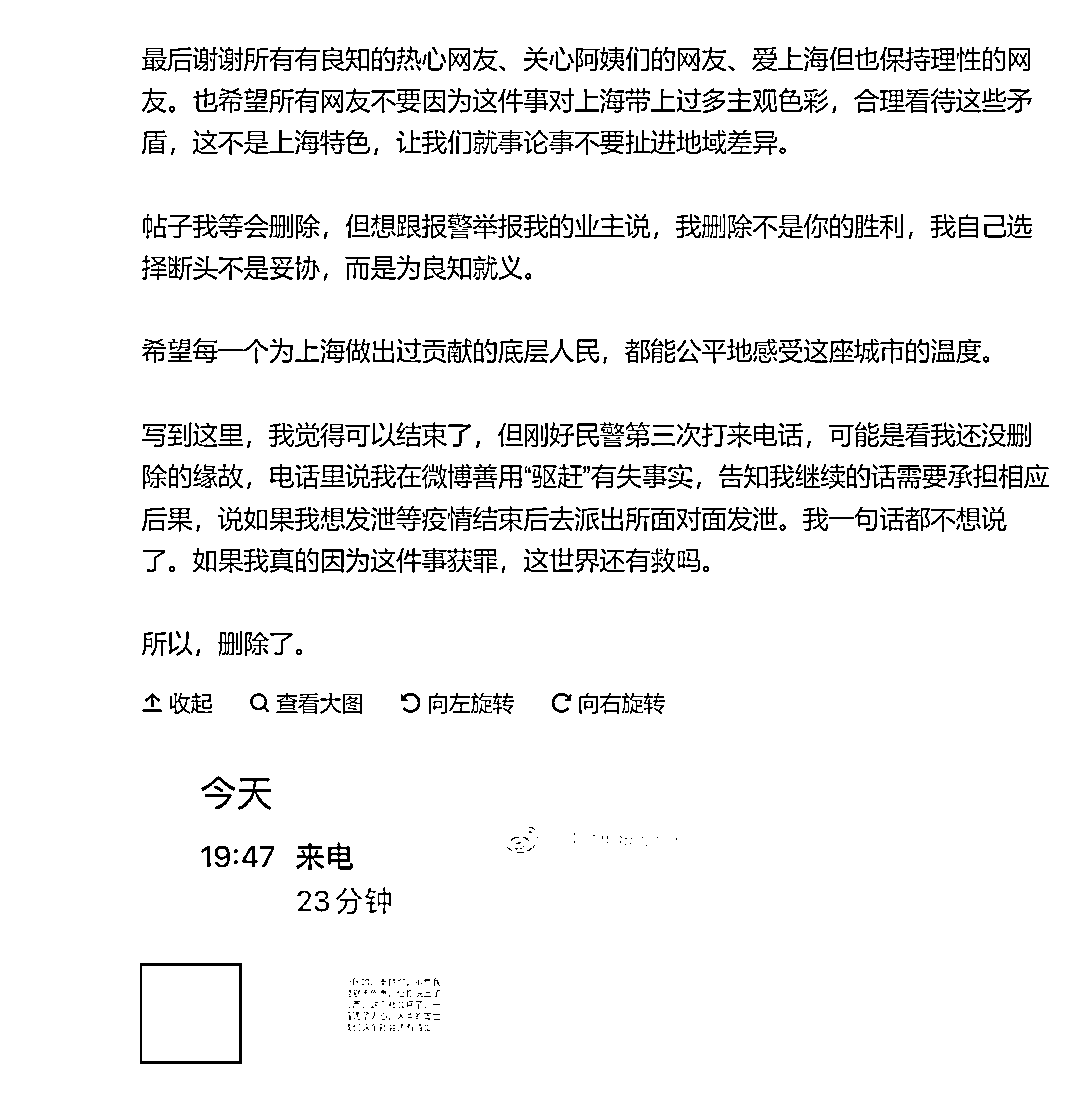 最后谢谢所有有良知的热心网友、关心阿姨们的网友、爱上海但也保持理性的网
友。也希望所有网友不要因为这件事对上海带上过多主观色彩，合理看待这些矛
盾，这不是上海特色，让我们就事论事不要扯进地域差异。
帖子我等会删除，但想跟报警举报我的业主说，我删除不是你的胜利，我自己选
择断头不是妥协，而是为良知就义。
希望每一个为上海做出过贡献的底层人民，都能公平地感受这座城市的温度。
写到这里，我觉得可以结束了，但刚好民警第三次打来电话，可能是看我还没删
除的缘故，电话里说我在微博善用“驱赶”有失事实，告知我继续的话需要承担相应
后果，说如果我想发泄等疫情结束后去派出所面对面发泄。我一句话都不想说
了。如果我真的因为这件事获罪，这世界还有救吗。
所以，删除了。
收起 查看大图 向左旋转 向右旋转
今天
19:47 来电
23分钟